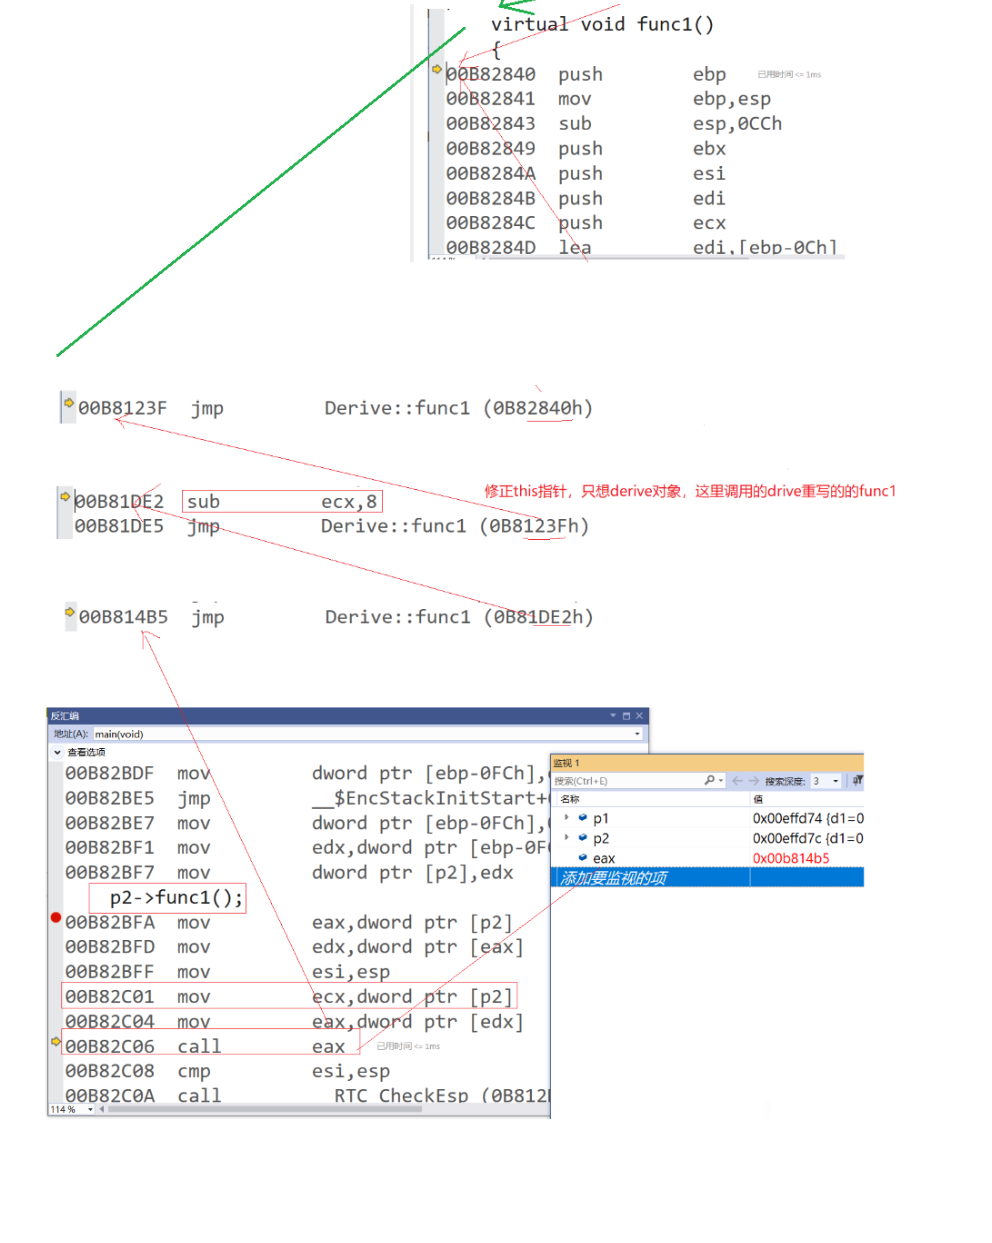 virtual void func1()
{
00B82840 push ebp 已用时间 <= 1ms
00B82841 mov ebp,esp
00B82843 sub esp,0CCh
00B82849 push ebx
00B8284A push esi
00B8284B push edi
00B8284C push ecx
00B8284D lea edi,[ebp-0Ch]
00B8123F jmp Derive::func1 (0B82840h)
00B81DE2 sub ecx,8
修正this指针，只想derive对象，这里调用的drive重写的的func1
00B81DE5 jmp Derive::func1 (0B8123Fh)
00B814B5 jmp Derive::func1 (0B81DE2h)
反汇编
地址(A): main(void)
查看选项
00B82BDF mov dword ptr [ebp-0FCh],
00B82BE5 jmp __$EncStackInitStart+
00B82BE7 mov dword ptr [ebp-0FCh],
00B82BF1 mov edx,dword ptr [ebp-0F
00B82BF7 mov dword ptr [p2],edx
p2->func1();
00B82BFA mov eax,dword ptr [p2]
00B82BFD mov edx,dword ptr [eax]
00B82BFF mov esi,esp
00B82C01 mov ecx,dword ptr [p2]
00B82C04 mov eax,dword ptr [edx]
00B82C06 call eax 已用时间 <= 1ms
00B82C08 cmp esi,esp
00B82C0A call RTC_CheckEsp (0B812
114 %
监视 1
搜索(Ctrl+E) 搜索深度: 3
名称 值
p1 0x00effd74 {d1=0
p2 0x00effd7c {d1=0
eax 0x00b814b5
添加要监视的项